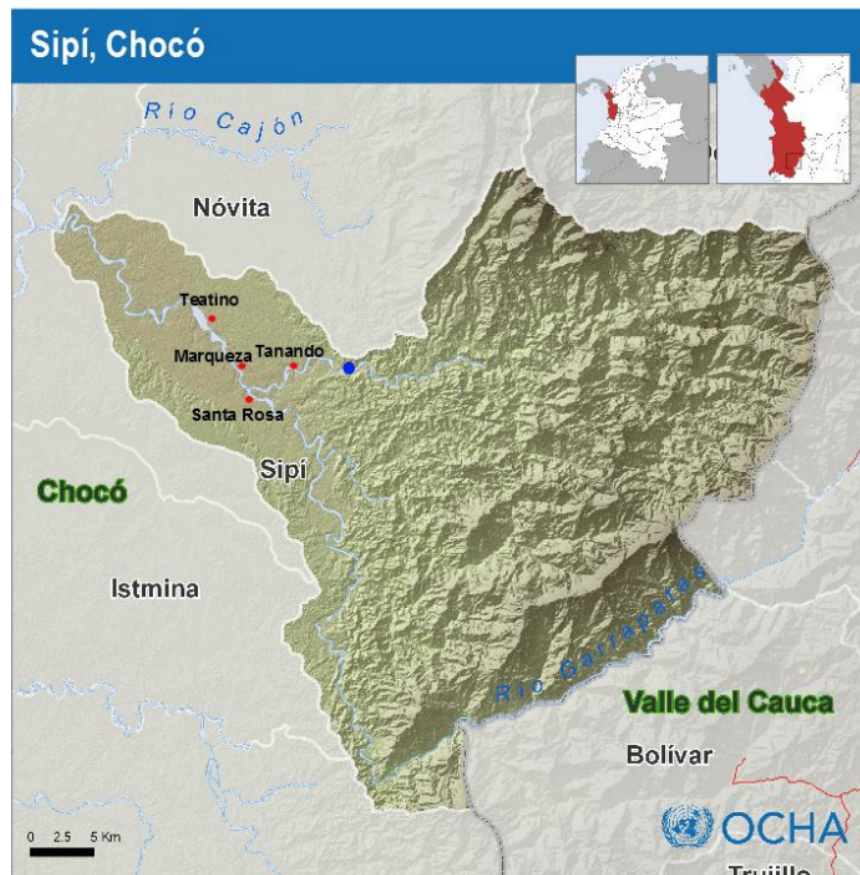 Sipí, Chocó
Río Cajón
Nóvita
Teatino
Marqueza
Tanando
Santa Rosa
Sipí
Chocó
Istmina
Río Garrapatas
Valle del Cauca
Bolívar
0 2.5 5 Km
OCHA
Trujillo